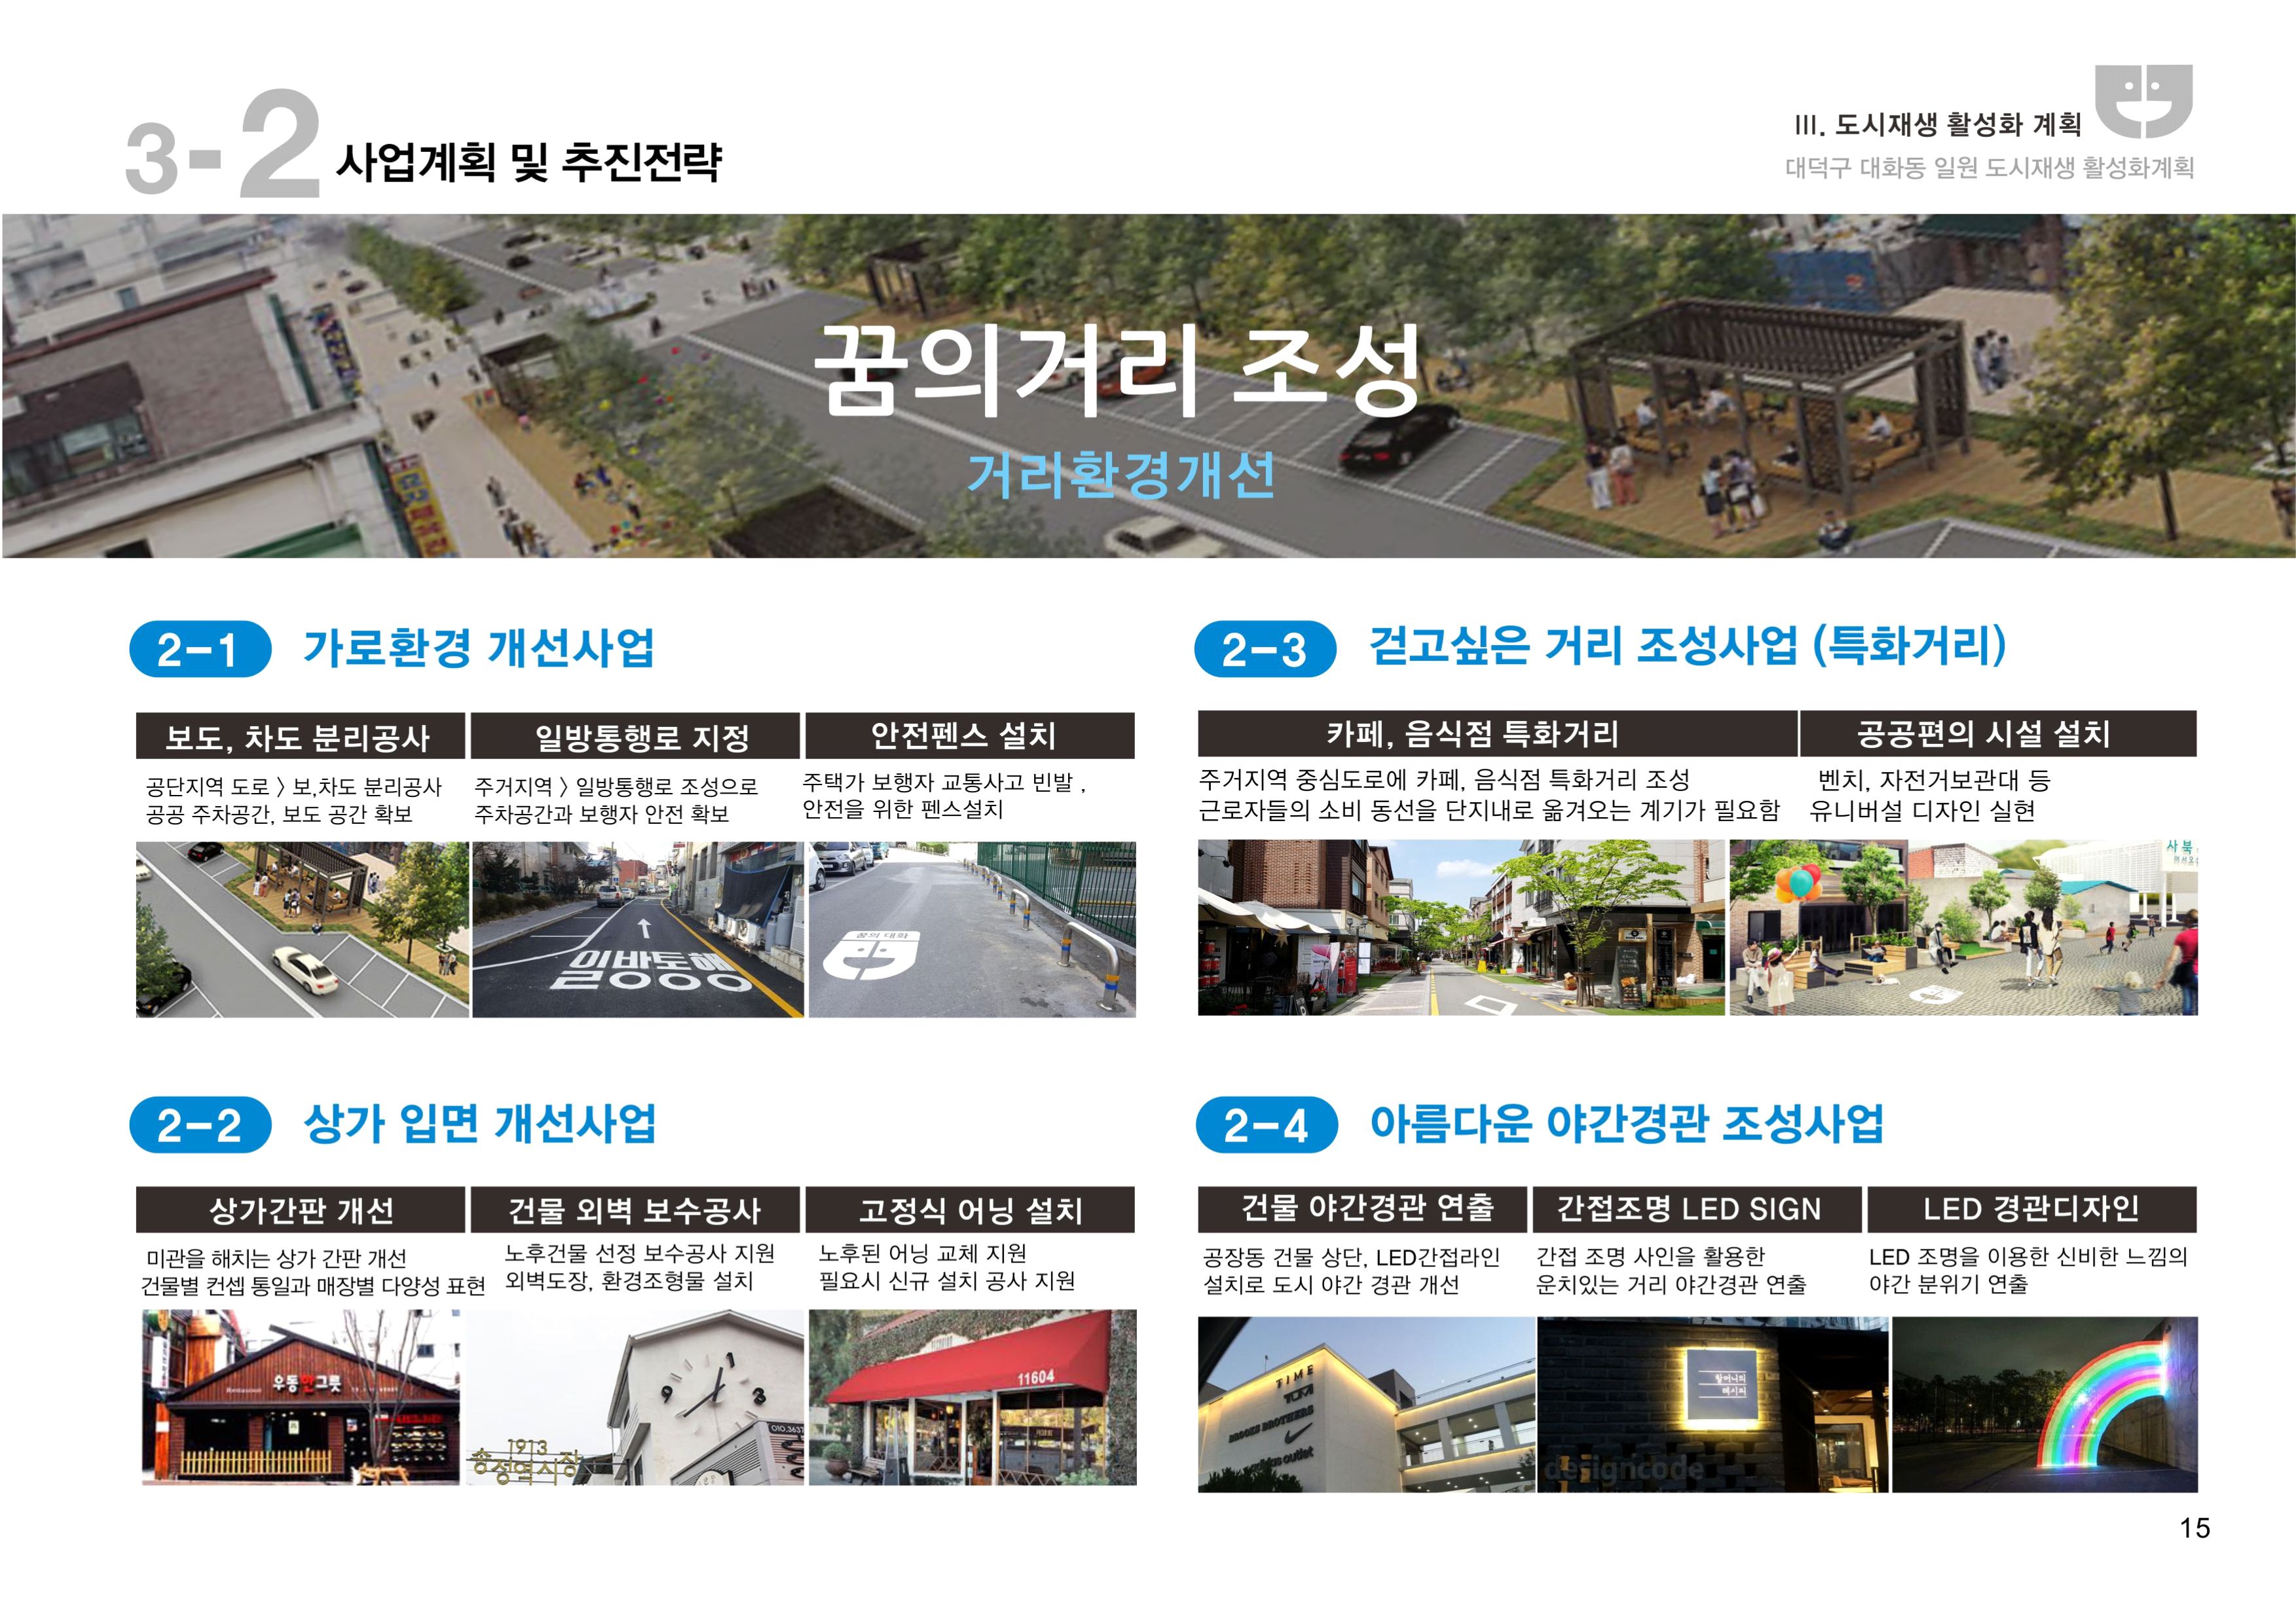 3-2 사업계획 및 추진전략
III. 도시재생 활성화 계획
대덕구 대화동 일원 도시재생 활성화계획
꿈의거리 조성
거리환경개선
2-1 가로환경 개선사업
보도, 차도 분리공사
공단지역 도로 > 보,차도 분리공사
공공 주차공간, 보도 공간 확보
일방통행로 지정
주거지역 > 일방통행로 조성으로
주차공간과 보행자 안전 확보
일방통행
안전펜스 설치
주택가 보행자 교통사고 빈발 ,
안전을 위한 펜스설치
꿈의 대화
2-3 걷고싶은 거리 조성사업 (특화거리)
카페, 음식점 특화거리
주거지역 중심도로에 카페, 음식점 특화거리 조성
근로자들의 소비 동선을 단지내로 옮겨오는 계기가 필요함
공공편의 시설 설치
벤치, 자전거보관대 등
유니버설 디자인 실현
사북
2-2 상가 입면 개선사업
상가간판 개선
미관을 해치는 상가 간판 개선
건물별 컨셉 통일과 매장별 다양성 표현
우동한그릇
건물 외벽 보수공사
노후건물 선정 보수공사 지원
외벽도장, 환경조형물 설치
1
9
3
1913
송정역시장
010.3637
고정식 어닝 설치
노후된 어닝 교체 지원
필요시 신규 설치 공사 지원
11604
2-4 아름다운 야간경관 조성사업
건물 야간경관 연출
공장동 건물 상단, LED간접라인
설치로 도시 야간 경관 개선
TIME
BROOKS BROTHERS
outlet
간접조명 LED SIGN
간접 조명 사인을 활용한
운치있는 거리 야간경관 연출
할머니의
레시피
designcode
LED 경관디자인
LED 조명을 이용한 신비한 느낌의
야간 분위기 연출
15